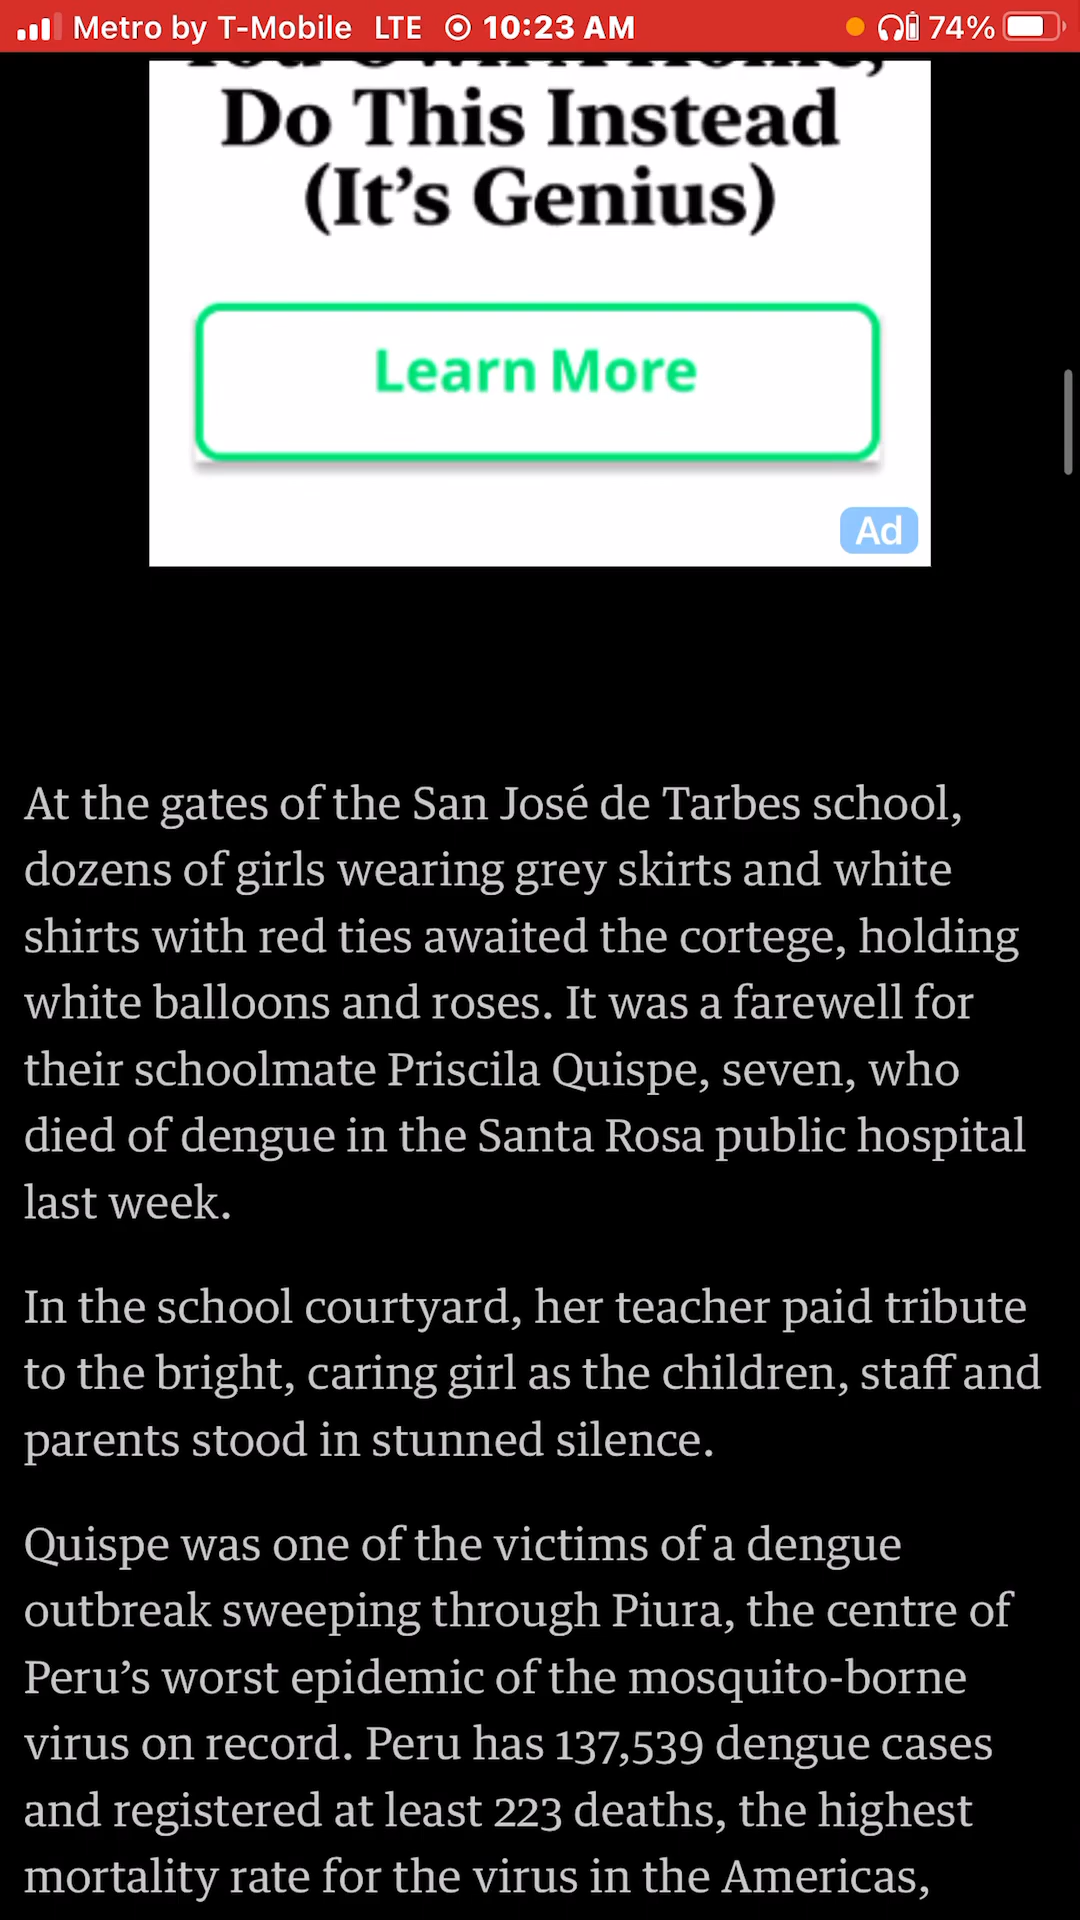 Metro by T-Mobile LTE 10:23 AM 74%
You Own A Home,
Do This Instead
(It’s Genius)
Learn More
Ad
At the gates of the San José de Tarbes school,
dozens of girls wearing grey skirts and white
shirts with red ties awaited the cortege, holding
white balloons and roses. It was a farewell for
their schoolmate Priscila Quispe, seven, who
died of dengue in the Santa Rosa public hospital
last week.
In the school courtyard, her teacher paid tribute
to the bright, caring girl as the children, staff and
parents stood in stunned silence.
Quispe was one of the victims of a dengue
outbreak sweeping through Piura, the centre of
Peru’s worst epidemic of the mosquito-borne
virus on record. Peru has 137,539 dengue cases
and registered at least 223 deaths, the highest
mortality rate for the virus in the Americas,